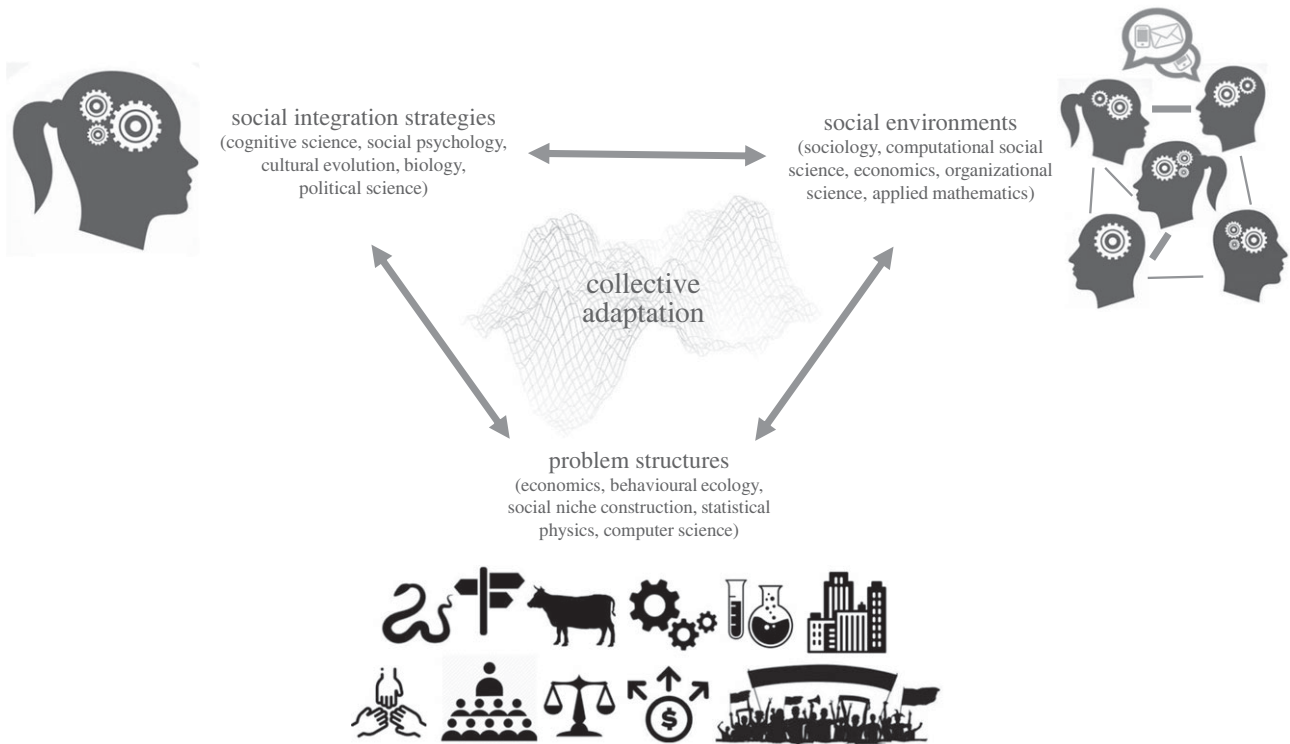 social integration strategies
(cognitive science, social psychology,
cultural evolution, biology,
political science)
social environments
(sociology, computational social
science, economics, organizational
science, applied mathematics)
collective
adaptation
problem structures
(economics, behavioural ecology,
social niche construction, statistical
physics, computer science)
$